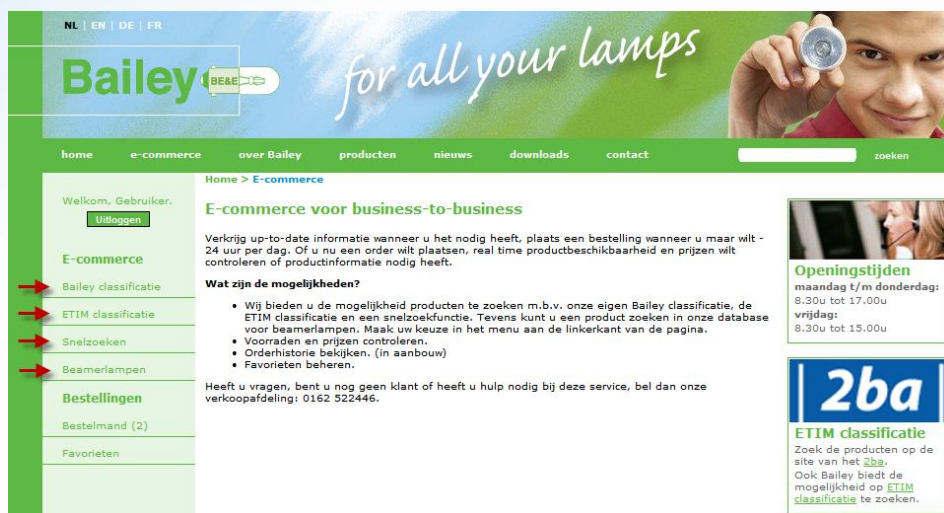 NL | EN | DE | FR
Bailey BE&E
for all your lamps
home e-commerce over Bailey producten nieuws downloads contact zoeken
Home > E-commerce
Welkom, Gebruiker.
Uitloggen
E-commerce
Bailey classificatie
ETIM classificatie
Snelzoeken
Beamerlampen
Bestellingen
Bestelmand (2)
Favorieten
E-commerce voor business-to-business
Verkrijg up-to-date informatie wanneer u het nodig heeft, plaats een bestelling wanneer u maar wilt -
24 uur per dag. Of u nu een order wilt plaatsen, real time productbeschikbaarheid en prijzen wilt
controleren of productinformatie nodig heeft.
Wat zijn de mogelijkheden?
• Wij bieden u de mogelijkheid producten te zoeken m.b.v. onze eigen Bailey classificatie, de
ETIM classificatie en een snelzoekfunctie. Tevens kunt u een product zoeken in onze database
voor beamerlampen. Maak uw keuze in het menu aan de linkerkant van de pagina.
• Voorraden en prijzen controleren.
• Orderhistorie bekijken. (in aanbouw)
• Favorieten beheren.
Heeft u vragen, bent u nog geen klant of heeft u hulp nodig bij deze service, bel dan onze
verkoopafdeling: 0162 522446.
Openingstijden
maandag t/m donderdag:
8.30u tot 17.00u
vrijdag:
8.30u tot 15.00u
2ba
ETIM classificatie
Zoek de producten op de
site van het 2ba.
Ook Bailey biedt de
mogelijkheid op ETIM
classificatie te zoeken.